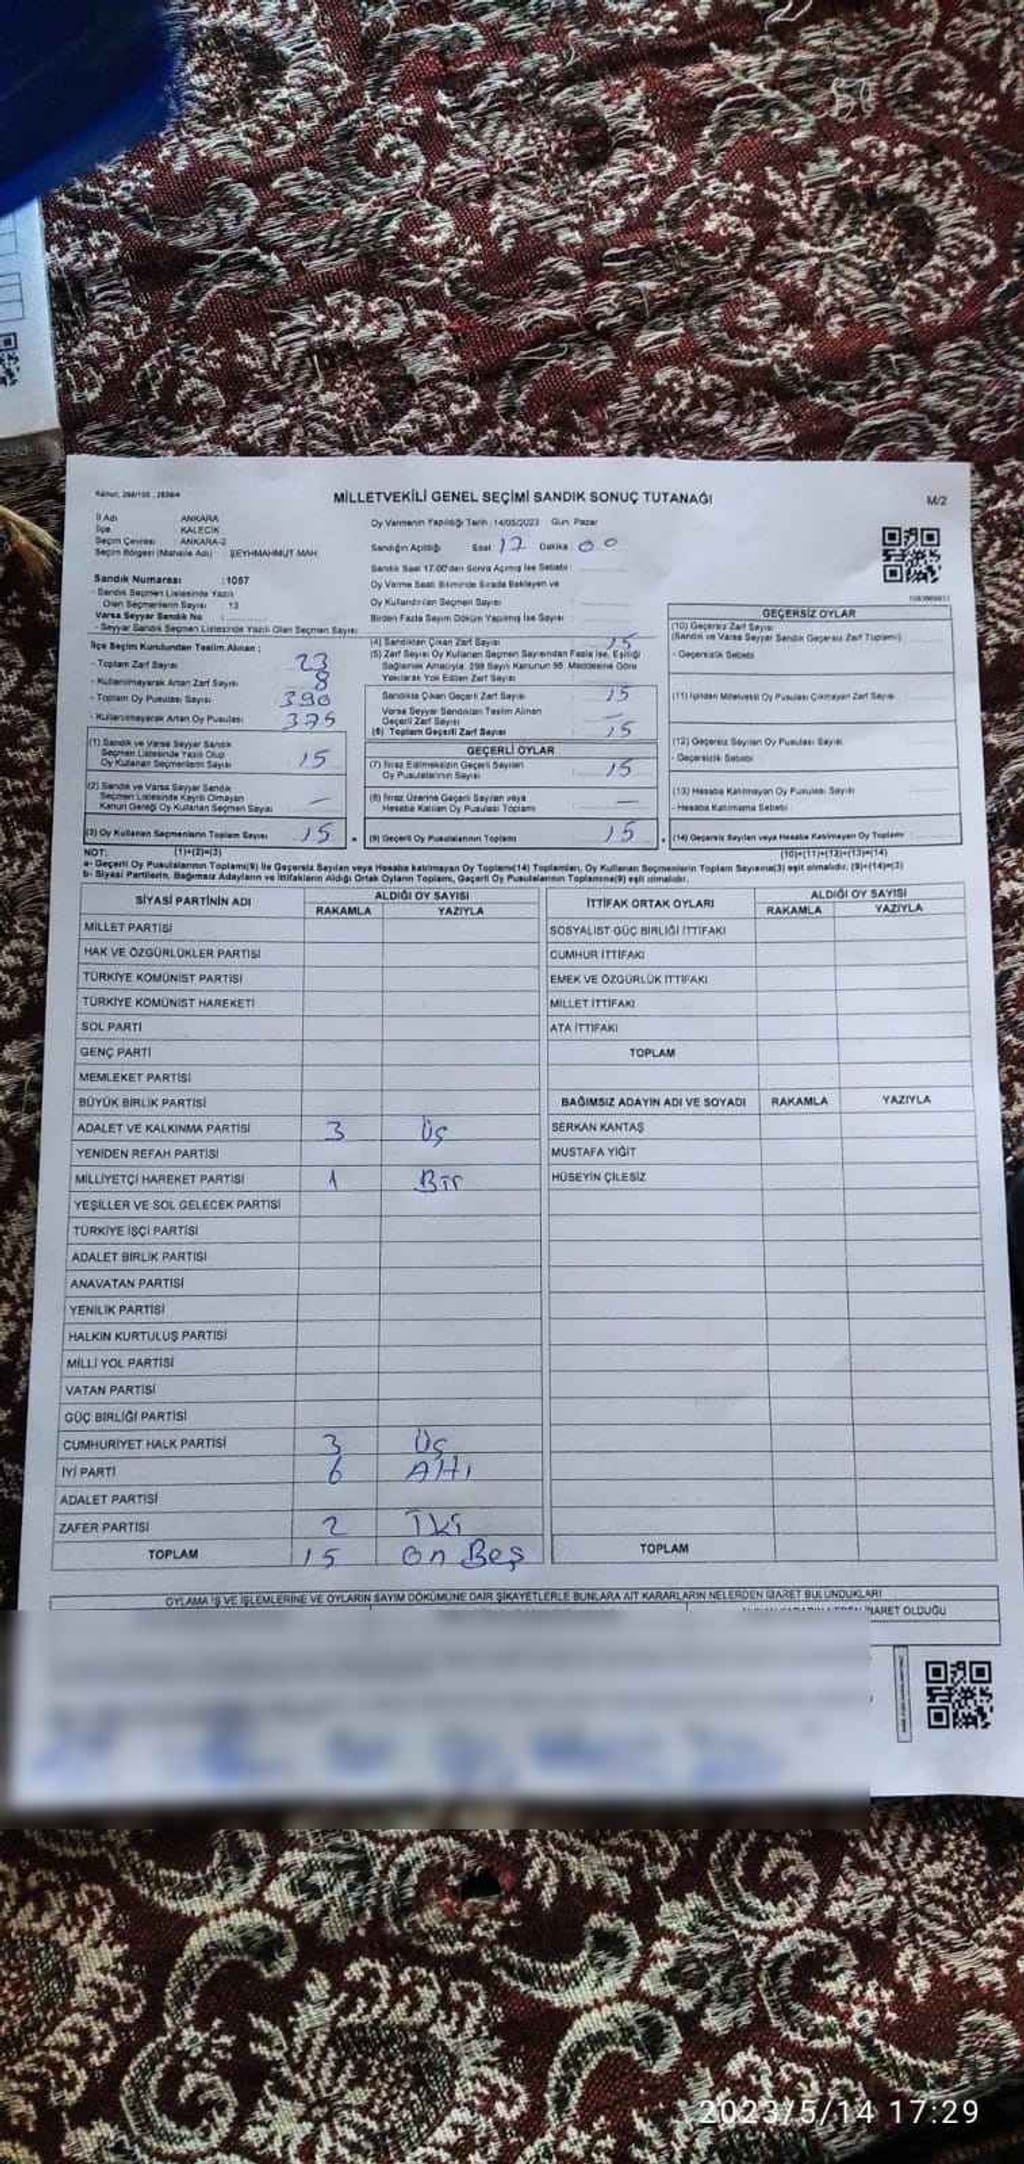 MİLLETVEKİLİ GENEL SEÇİMİ SANDIK SONUÇ TUTANAĞI
M/2
İl Adı ANKARA
İlçe KALECİK
Seçim Çevresi ANKARA-2
Seçim Bölgesi (Mahalle Adı) ŞEYHMAHMUT MAH.
Sandık Numarası :1057
- Sandık Seçmen Listesinde Yazılı
Olan Seçmenlerin Sayısı 13
Varsa Seyyar Sandık No :
- Seyyar Sandık Seçmen Listesinde Yazılı Olan Seçmen Sayısı:
Oy Vermenin Yapıldığı Tarih :14/05/2023 Gün: Pazar
Sandığın Açıldığı Saat 17 Dakika 00
Sandık Saat 17.00'den Sonra Açılmış İse Sebebi :
Oy Verme Saati Bitiminde Sırada Bekleyen ve
Oy Kullandırılan Seçmen Sayısı
Birden Fazla Sayım Döküm Yapılmış İse Sayısı
İlçe Seçim Kurulundan Teslim Alınan :
- Toplam Zarf Sayısı 23
- Kullanılmayarak Artan Zarf Sayısı 8
- Toplam Oy Pusulası Sayısı 390
- Kullanılmayarak Artan Oy Pusulası 375
(1) Sandık ve Varsa Seyyar Sandık
Seçmen Listesinde Yazılı Olup
Oy Kullanan Seçmenlerin Sayısı 15
(2) Sandık ve Varsa Seyyar Sandık
Seçmen Listesinde Kayıtlı Olmayan
Kanun Gereği Oy Kullanan Seçmen Sayısı —
(3) Oy Kullanan Seçmenlerin Toplam Sayısı 15
(1)+(2)=(3)
(4) Sandıktan Çıkan Zarf Sayısı 15
(5) Zarf Sayısı Oy Kullanan Seçmen Sayısından Fazla İse, Eşitliği
Sağlamak Amacıyla, 298 Sayılı Kanunun 98. Maddesine Göre
Yakılarak Yok Edilen Zarf Sayısı
Sandıkta Çıkan Geçerli Zarf Sayısı 15
Varsa Seyyar Sandıktan Teslim Alınan
Geçerli Zarf Sayısı —
(6) Toplam Geçerli Zarf Sayısı 15
GEÇERLİ OYLAR
(7) İtiraz Edilmeksizin Geçerli Sayılan
Oy Pusulalarının Sayısı 15
(8) İtiraz Üzerine Geçerli Sayılan veya
Hesaba Katılan Oy Pusulası Toplamı —
(9) Geçerli Oy Pusulalarının Toplamı 15
GEÇERSİZ OYLAR
(10) Geçersiz Zarf Sayısı
(Sandık ve Varsa Seyyar Sandık Geçersiz Zarf Toplamı)
- Geçersizlik Sebebi
(11) İçinden Milletvekili Oy Pusulası Çıkmayan Zarf Sayısı
(12) Geçersiz Sayılan Oy Pusulası Sayısı
- Geçersizlik Sebebi
(13) Hesaba Katılmayan Oy Pusulası Sayısı
- Hesaba Katılmama Sebebi
(14) Geçersiz Sayılan veya Hesaba Katılmayan Oy Toplamı
(10)+(11)+(12)+(13)=(14)
NOT:
a- Geçerli Oy Pusulalarının Toplamı(9) ile Geçersiz Sayılan veya Hesaba katılmayan Oy Toplamı(14) Toplamları, Oy Kullanan Seçmenlerin Toplam Sayısına(3) eşit olmalıdır. (9)+(14)=(3)
b- Siyasi Partilerin, Bağımsız Adayların ve İttifakların Aldığı Ortak Oyların Toplamı, Geçerli Oy Pusulalarının Toplamına(9) eşit olmalıdır.
SİYASİ PARTİNİN ADI ALDIĞI OY SAYISI
RAKAMLA YAZIYLA
MİLLET PARTİSİ
HAK VE ÖZGÜRLÜKLER PARTİSİ
TÜRKİYE KOMÜNİST PARTİSİ
TÜRKİYE KOMÜNİST HAREKETİ
SOL PARTİ
GENÇ PARTİ
MEMLEKET PARTİSİ
BÜYÜK BİRLİK PARTİSİ
ADALET VE KALKINMA PARTİSİ 3 Üç
YENİDEN REFAH PARTİSİ
MİLLİYETÇİ HAREKET PARTİSİ 1 Bir
YEŞİLLER VE SOL GELECEK PARTİSİ
TÜRKİYE İŞÇİ PARTİSİ
ADALET BİRLİK PARTİSİ
ANAVATAN PARTİSİ
YENİLİK PARTİSİ
HALKIN KURTULUŞ PARTİSİ
MİLLİ YOL PARTİSİ
VATAN PARTİSİ
GÜÇ BİRLİĞİ PARTİSİ
CUMHURİYET HALK PARTİSİ 3 Üç
İYİ PARTİ 6 Altı
ADALET PARTİSİ
ZAFER PARTİSİ 2 İki
TOPLAM 15 On Beş
İTTİFAK ORTAK OYLARI ALDIĞI OY SAYISI
RAKAMLA YAZIYLA
SOSYALİST GÜÇ BİRLİĞİ İTTİFAKI
CUMHUR İTTİFAKI
EMEK VE ÖZGÜRLÜK İTTİFAKI
MİLLET İTTİFAKI
ATA İTTİFAKI
TOPLAM
BAĞIMSIZ ADAYIN ADI VE SOYADI RAKAMLA YAZIYLA
SERKAN KANTAŞ
MUSTAFA YİĞİT
HÜSEYİN ÇİLESİZ
TOPLAM
OYLAMA İŞ VE İŞLEMLERİNE VE OYLARIN SAYIM DÖKÜMÜNE DAİR ŞİKAYETLERLE BUNLARA AİT KARARLARIN NELERDEN İBARET BULUNDUKLARI
İBARET OLDUĞU
2023/5/14 17:29